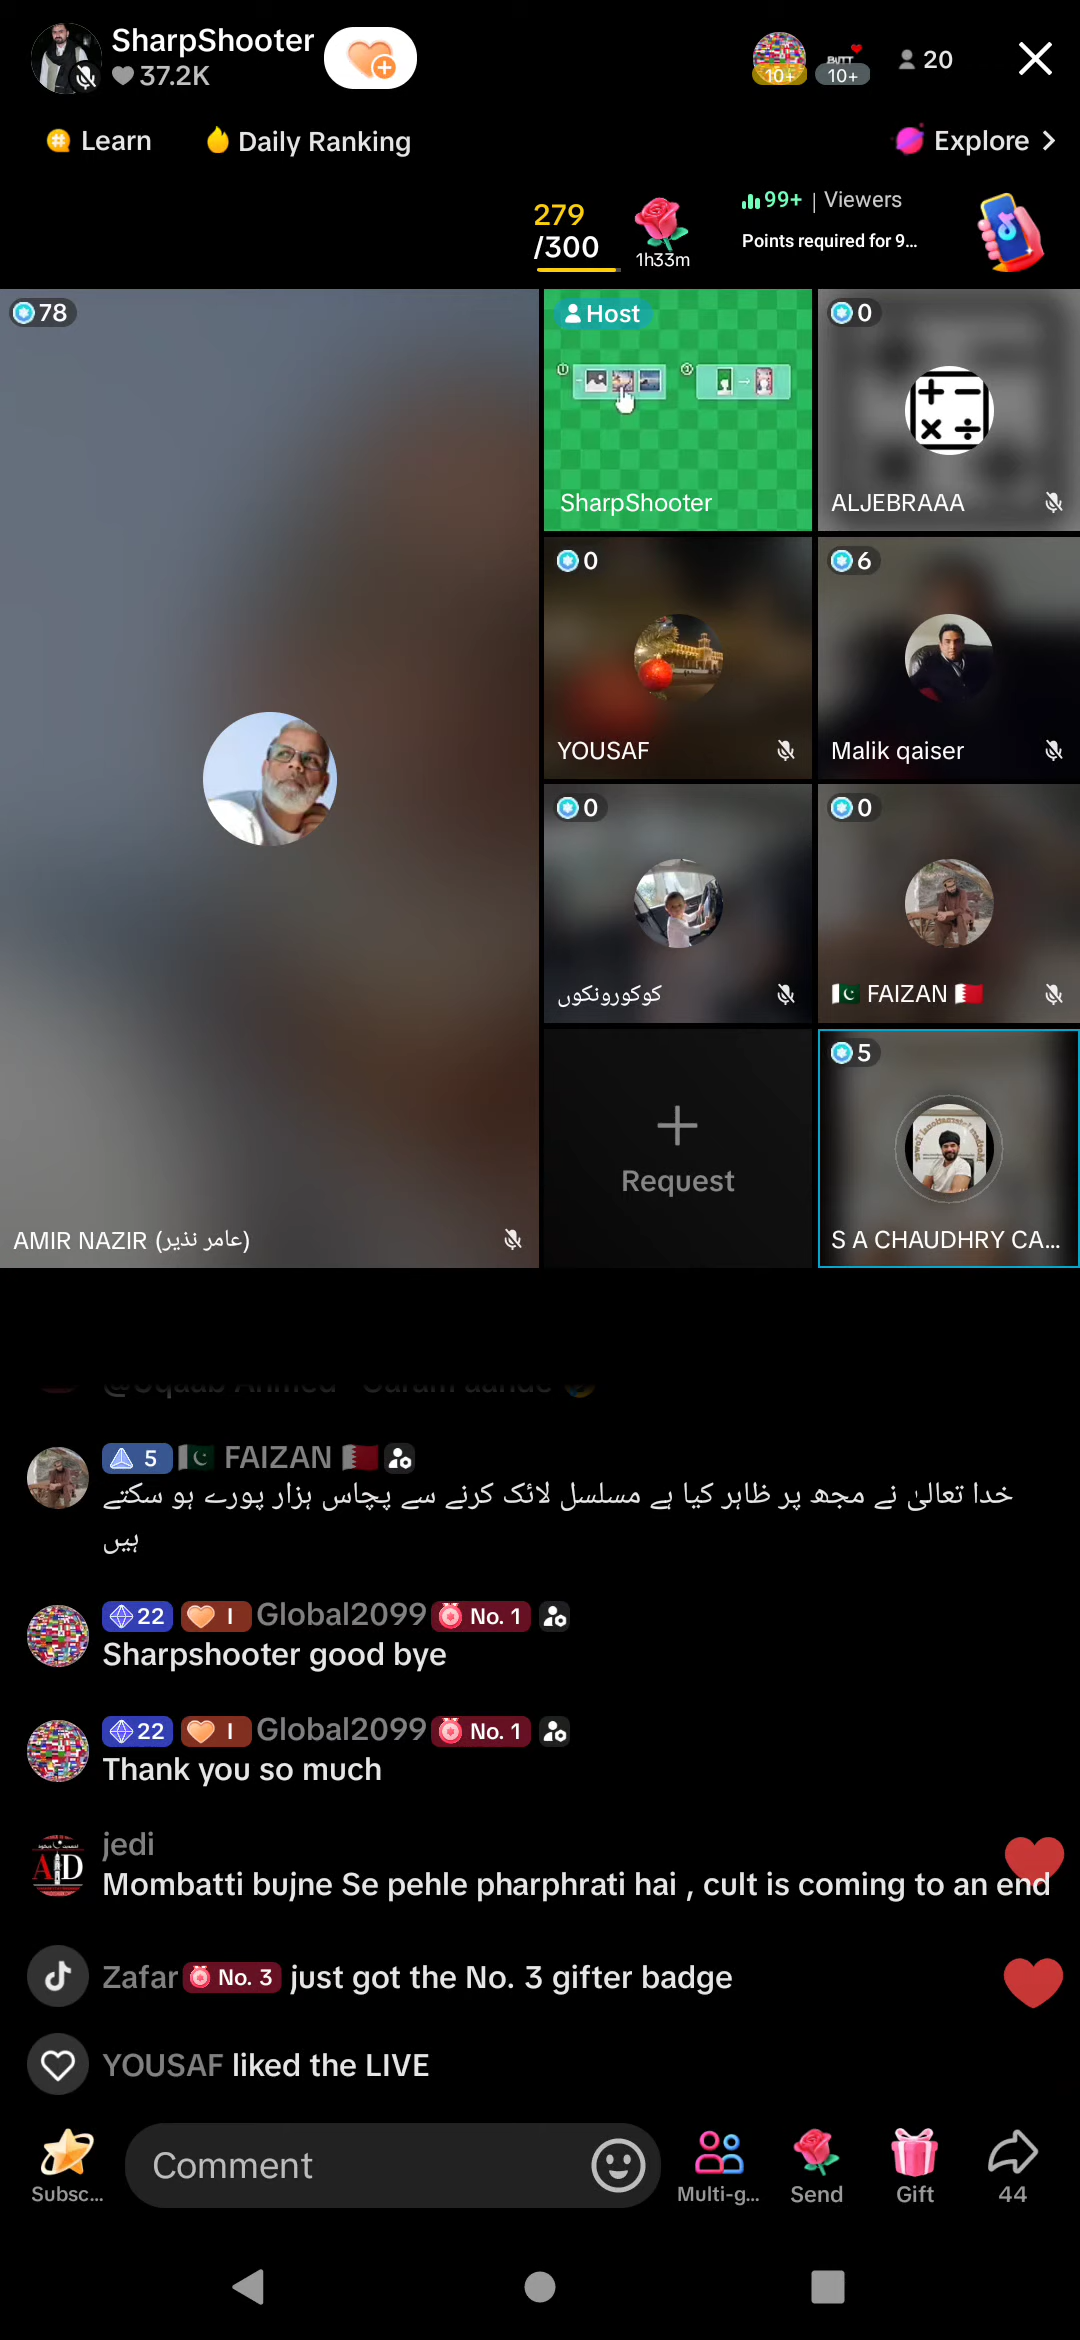 SharpShooter
37.2K
10+
10+
20
Learn
Daily Ranking
Explore
279
/300
1h33m
99+ | Viewers
Points required for 9...
78
Host
SharpShooter
0
ALJEBRAAA
0
YOUSAF
6
Malik qaiser
0
کوکورونکوں
0
FAIZAN
AMIR NAZIR (عامر نذیر)
Request
5
S A CHAUDHRY CA...
5 FAIZAN
خدا تعالیٰ نے مجھ پر ظاہر کیا ہے مسلسل لائک کرنے سے پچاس ہزار پورے ہو سکتے
ہیں
22 I Global2099 No. 1
Sharpshooter good bye
22 I Global2099 No. 1
Thank you so much
jedi
Mombatti bujne Se pehle pharphrati hai , cult is coming to an end
Zafar No. 3 just got the No. 3 gifter badge
YOUSAF liked the LIVE
Comment
Subsc...
Multi-g...
Send
Gift
44